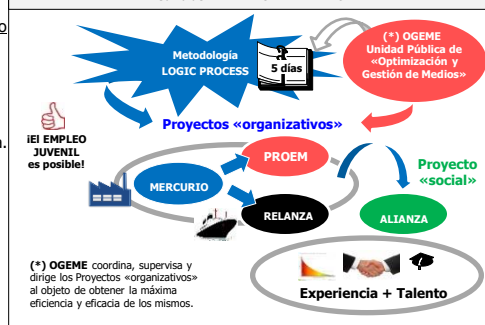 Metodología
LOGIC PROCESS
5 días
(*) OGEME
Unidad Pública de
«Optimización y
Gestión de Medios»
Proyectos «organizativos»
¡El EMPLEO
JUVENIL
es posible!
PROEM
MERCURIO
RELANZA
Proyecto
«social»
ALIANZA
(*) OGEME coordina, supervisa y
dirige los Proyectos «organizativos»
al objeto de obtener la máxima
eficiencia y eficacia de los mismos.
Experiencia + Talento